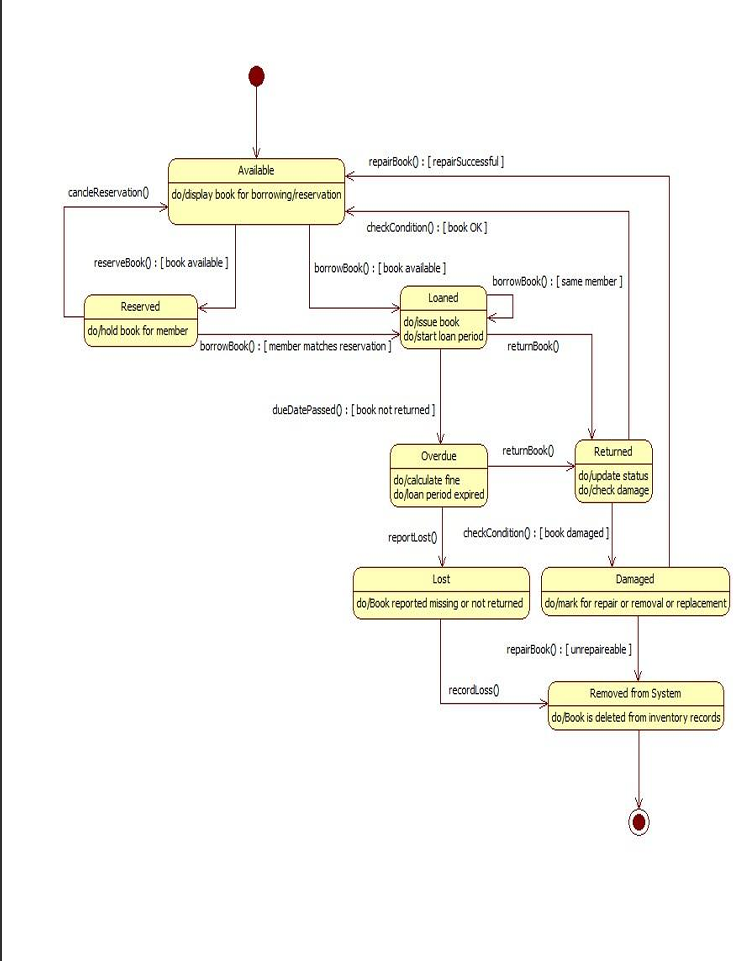 repairBook() : [ repairSuccessful ]
Available
do/display book for borrowing/reservation
cancleReservation()
checkCondition() : [ book OK ]
reserveBook() : [ book available ]
borrowBook() : [ book available ]
borrowBook() : [ same member ]
Reserved
do/hold book for member
Loaned
do/issue book
do/start loan period
borrowBook() : [ member matches reservation ]
returnBook()
dueDatePassed() : [ book not returned ]
Overdue
do/calculate fine
do/loan period expired
returnBook()
Returned
do/update status
do/check damage
reportLost()
checkCondition() : [ book damaged ]
Lost
do/Book reported missing or not returned
Damaged
do/mark for repair or removal or replacement
repairBook() : [ unrepaireable ]
recordLoss()
Removed from System
do/Book is deleted from inventory records